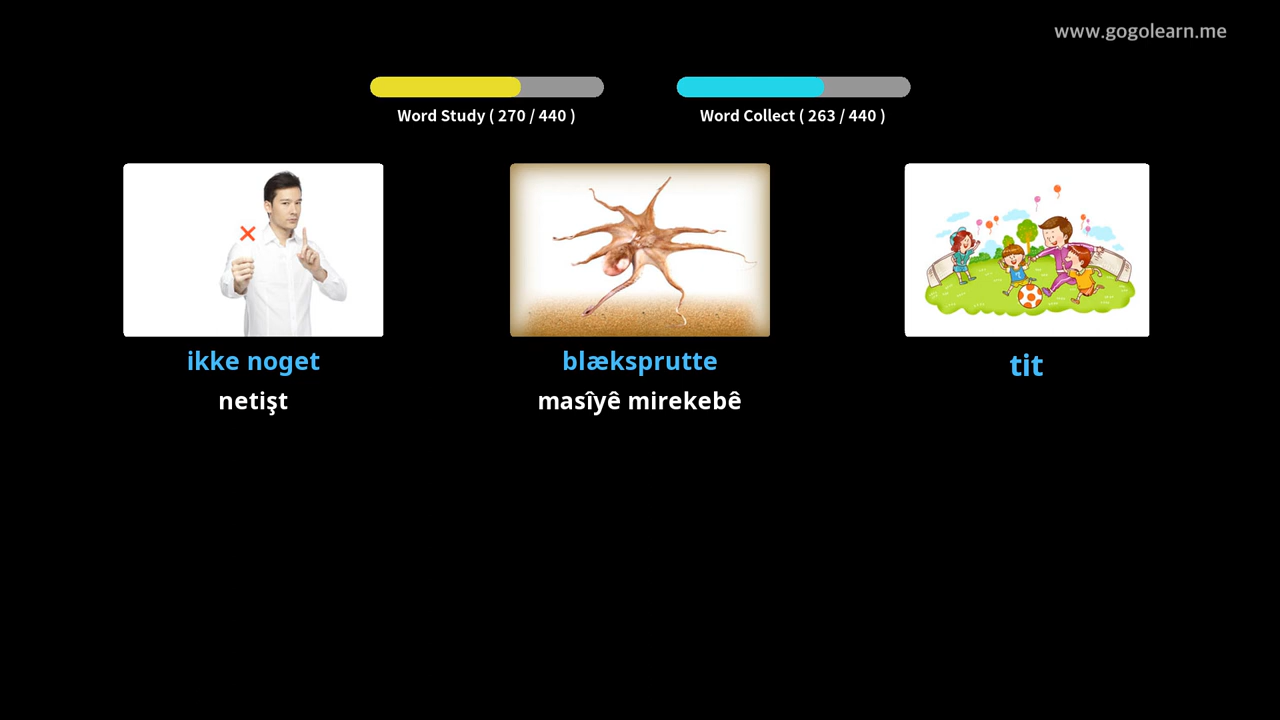 www.gogolearn.me
Word Study ( 270 / 440 )
Word Collect ( 263 / 440 )
ikke noget
blæksprutte
tit
netişt
masîyê mirekebê